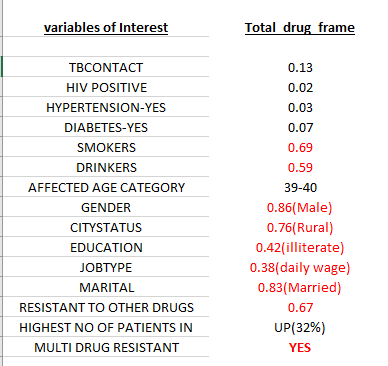 variables of Interest Total drug frame
TBCONTACT 0.13
HIV POSITIVE 0.02
HYPERTENSION-YES 0.03
DIABETES-YES 0.07
SMOKERS 0.69
DRINKERS 0.59
AFFECTED AGE CATEGORY 39-40
GENDER 0.86(Male)
CITYSTATUS 0.76(Rural)
EDUCATION 0.42(illiterate)
JOBTYPE 0.38(daily wage)
MARITAL 0.83(Married)
RESISTANT TO OTHER DRUGS 0.67
HIGHEST NO OF PATIENTS IN UP(32%)
MULTI DRUG RESISTANT YES